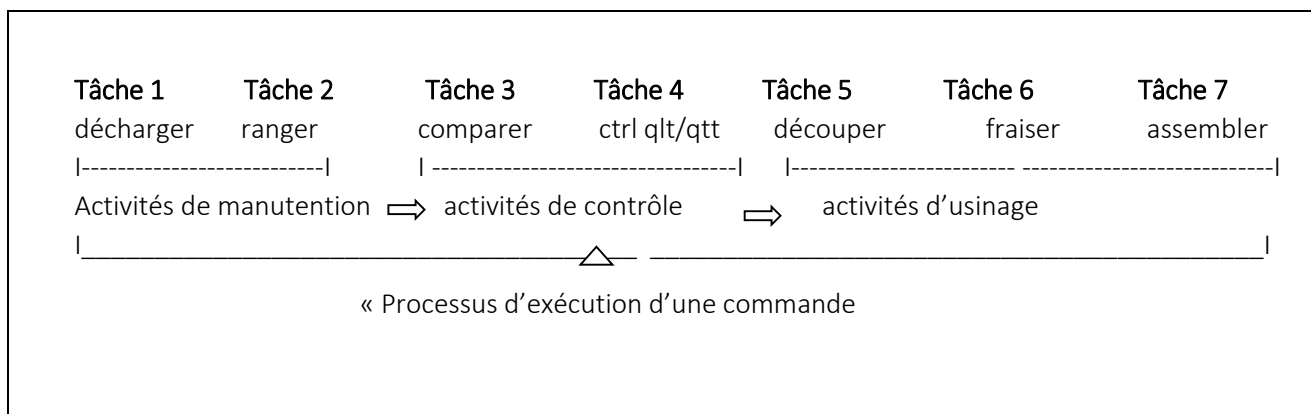 Tâche 1 Tâche 2 Tâche 3 Tâche 4 Tâche 5 Tâche 6 Tâche 7
décharger ranger comparer ctrl qlt/qtt découper fraiser assembler
Activités de manutention ⇨ activités de contrôle ⇨ activités d’usinage
« Processus d’exécution d’une commande